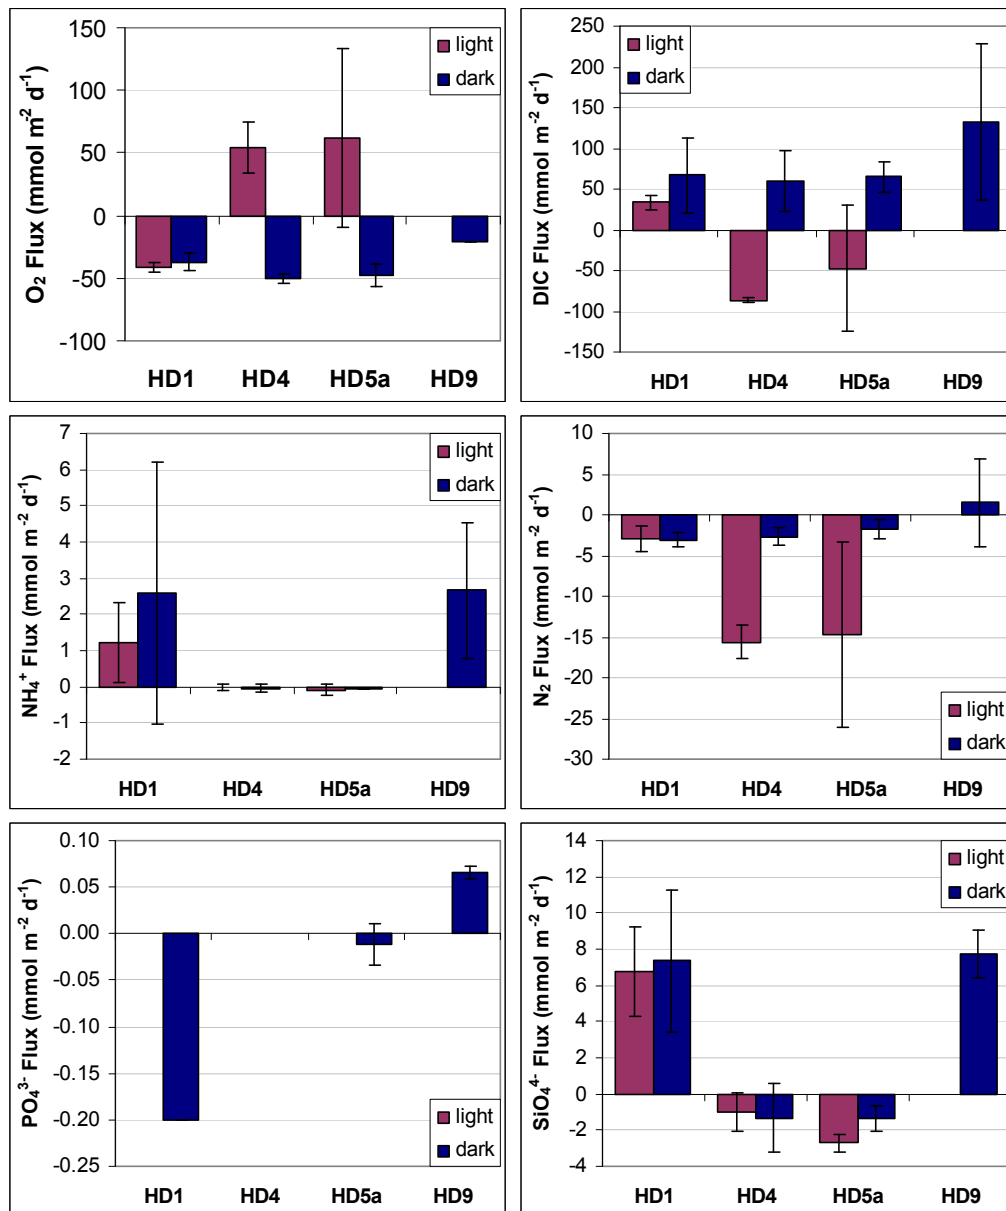 O₂ Flux (mmol m⁻² d⁻¹)
150
100
50
0
-50
-100
light
dark
HD1 HD4 HD5a HD9
DIC Flux (mmol m⁻² d⁻¹)
250
200
150
100
50
0
-50
-100
-150
light
dark
HD1 HD4 HD5a HD9
NH₄⁺ Flux (mmol m⁻² d⁻¹)
7
6
5
4
3
2
1
0
-1
-2
light
dark
HD1 HD4 HD5a HD9
N₂ Flux (mmol m⁻² d⁻¹)
10
5
0
-5
-10
-15
-20
-25
-30
light
dark
HD1 HD4 HD5a HD9
PO₄³⁻ Flux (mmol m⁻² d⁻¹)
0.10
0.05
0.00
-0.05
-0.10
-0.15
-0.20
-0.25
light
dark
HD1 HD4 HD5a HD9
SiO₄⁴⁻ Flux (mmol m⁻² d⁻¹)
14
12
10
8
6
4
2
0
-2
-4
light
dark
HD1 HD4 HD5a HD9